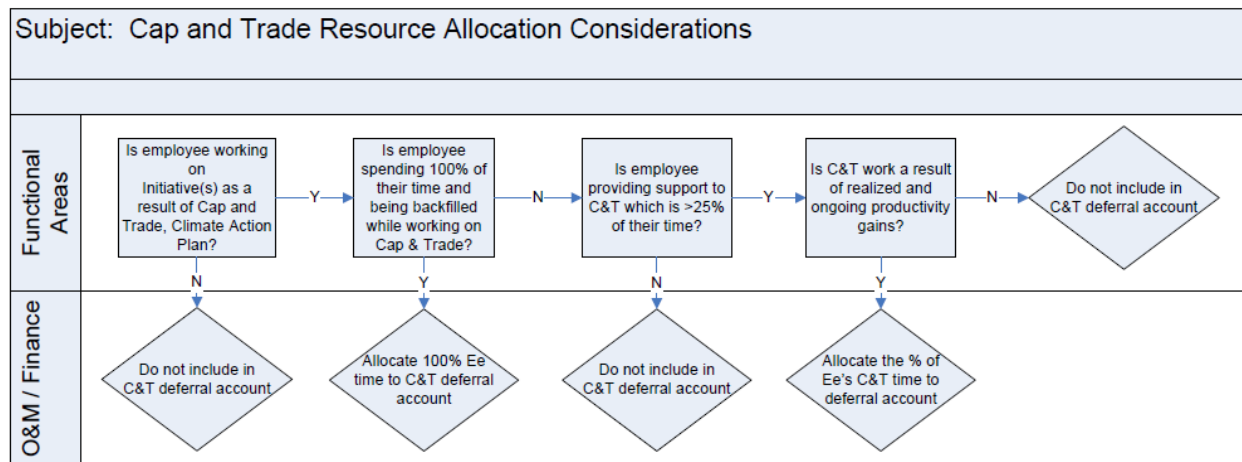 Subject:  Cap and Trade Resource Allocation Considerations
Functional
Areas
Is employee working
on
Initiative(s) as a
result of Cap and
Trade, Climate Action
Plan?
Y
Is employee
spending 100% of
their time and
being backfilled
while working on
Cap & Trade?
N
Is employee
providing support to
C&T which is >25%
of their time?
Y
Is C&T work a result
of realized and
ongoing productivity
gains?
N
Do not include in
C&T deferral account
N
Y
N
Y
O&M / Finance
Do not include in
C&T deferral account
Allocate 100% Ee
time to C&T deferral
account
Do not include in
C&T deferral account
Allocate the % of
Ee's C&T time to
deferral account